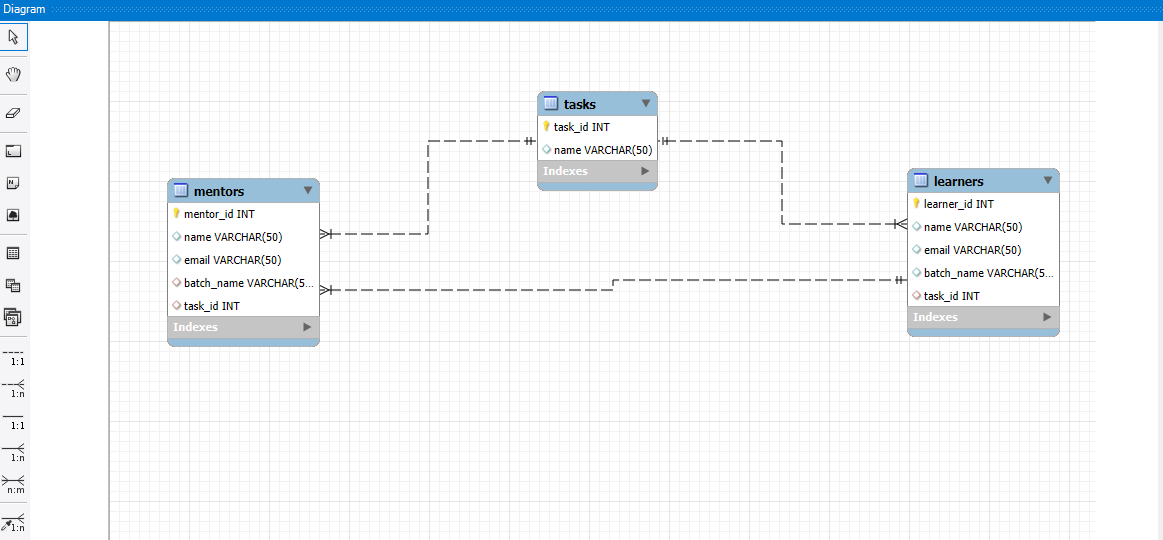 Diagram
tasks
task_id INT
name VARCHAR(50)
Indexes
mentors
mentor_id INT
name VARCHAR(50)
email VARCHAR(50)
batch_name VARCHAR(5...
task_id INT
Indexes
learners
learner_id INT
name VARCHAR(50)
email VARCHAR(50)
batch_name VARCHAR(5...
task_id INT
Indexes
1:1
1:n
1:1
1:n
n:m
1:n